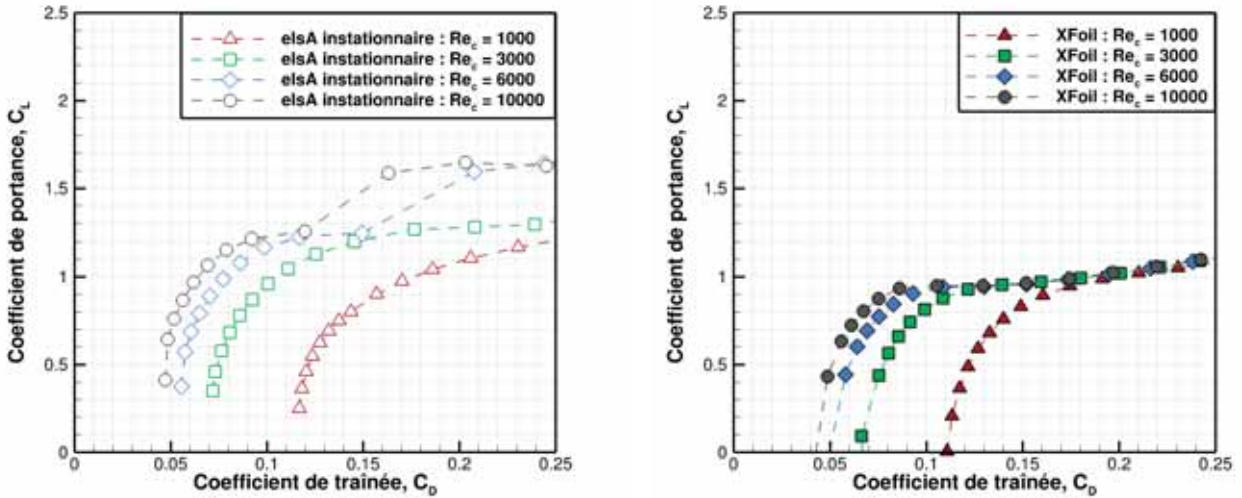 2.5
2
1.5
1
0.5
0
0
0.05
0.1
0.15
0.2
0.25
Coefficient de portance, C_L
Coefficient de traînée, C_D
elsA instationnaire : Re_c = 1000
elsA instationnaire : Re_c = 3000
elsA instationnaire : Re_c = 6000
elsA instationnaire : Re_c = 10000
2.5
2
1.5
1
0.5
0
0
0.05
0.1
0.15
0.2
0.25
Coefficient de portance, C_L
Coefficient de traînée, C_D
XFoil : Re_c = 1000
XFoil : Re_c = 3000
XFoil : Re_c = 6000
XFoil : Re_c = 10000